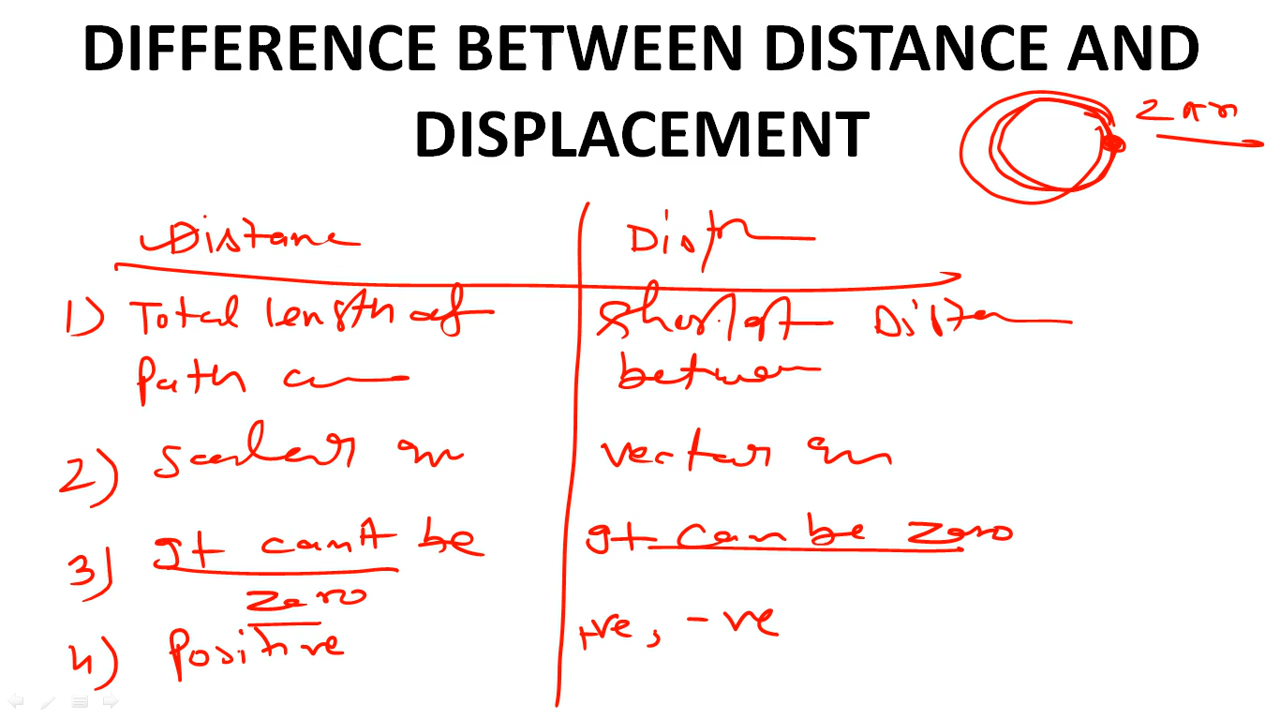 DIFFERENCE BETWEEN DISTANCE AND
DISPLACEMENT
Distane
1) Total length of
Path
Shortest Disten
between
2) Scalar
vector
3) It can't be
zero
It can be zero
4) Positive
+ve, -ve